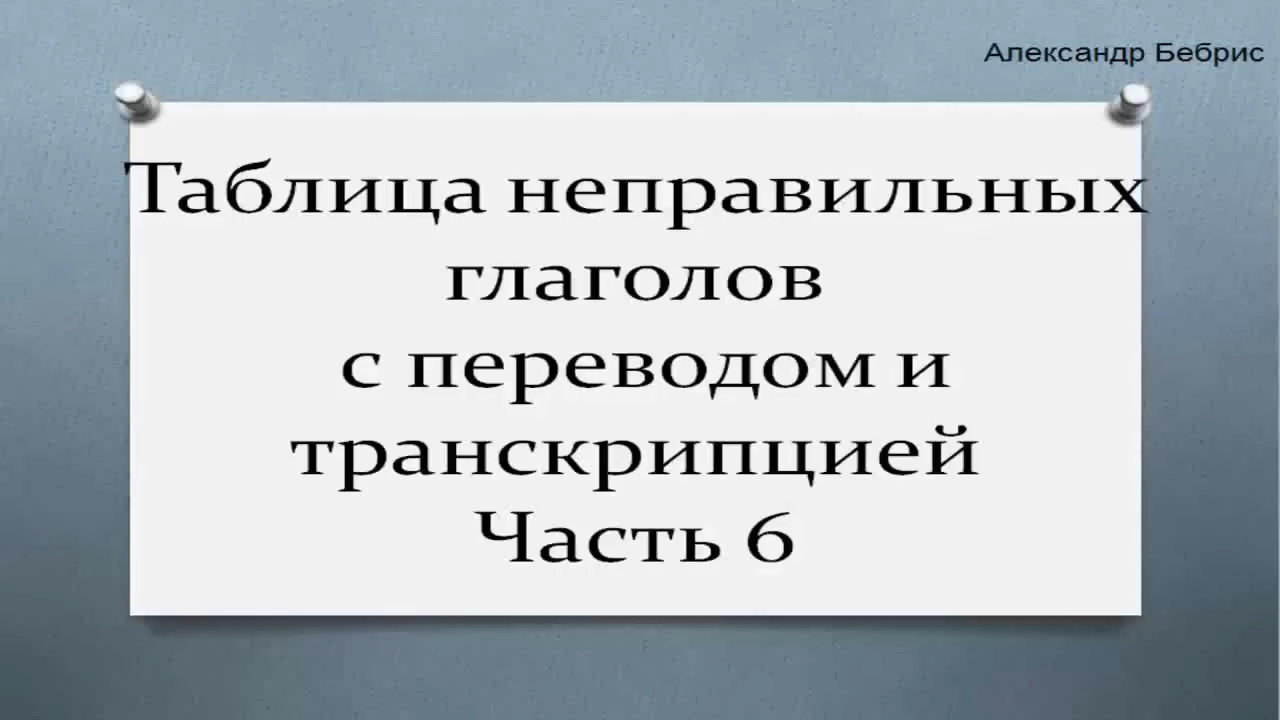 Александр Бебрис
Таблица неправильных
глаголов
с переводом и
транскрипцией
Часть 6